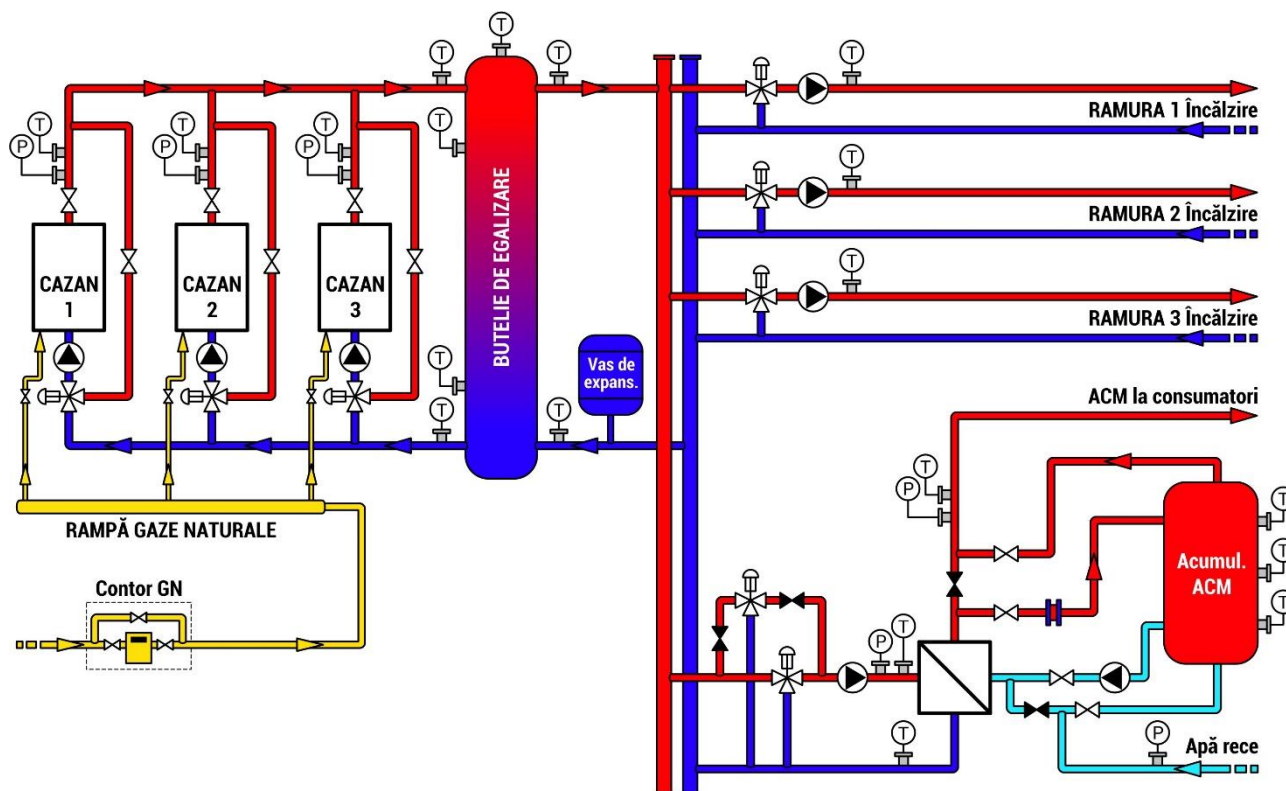 T
T
T
T
T
T
T
P
T
P
T
P
T
RAMURA 1 Încălzire
T
RAMURA 2 Încălzire
CAZAN
1
CAZAN
2
CAZAN
3
BUTELIE DE EGALIZARE
T
RAMURA 3 Încălzire
Vas de
expans.
T
T
T
ACM la consumatori
T
P
T
T
T
RAMPĂ GAZE NATURALE
Acumul.
ACM
Contor GN
P
T
T
P
Apă rece